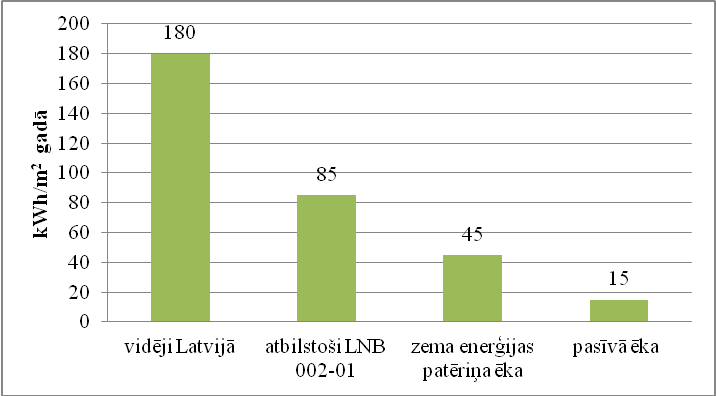 kWh/m² gadā
200
180
160
140
120
100
80
60
40
20
0
180
85
45
15
vidēji Latvijā
atbilstoši LNB
002-01
zema enerģijas
patēriņa ēka
pasīvā ēka